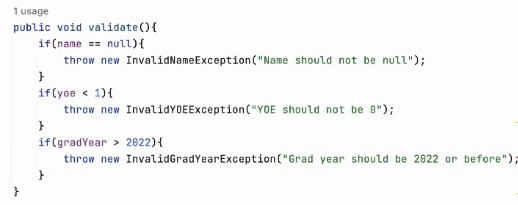 1 usage
public void validate(){
    if(name == null){
        throw new InvalidNameException("Name should not be null");
    }
    if(yoe < 1){
        throw new InvalidYOEException("YOE should not be 0");
    }
    if(gradYear > 2022){
        throw new InvalidGradYearException("Grad year should be 2022 or before");
    }
}